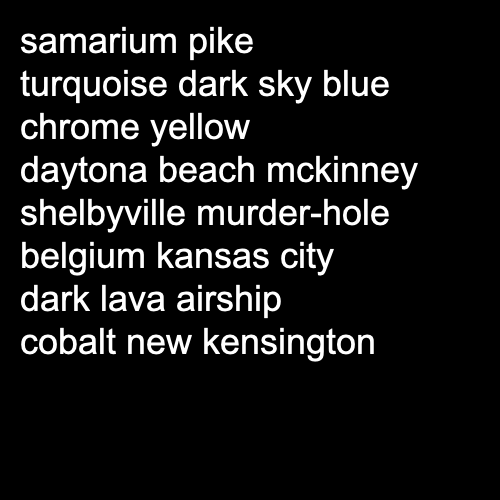 samarium pike
turquoise dark sky blue
chrome yellow
daytona beach mckinney
shelbyville murder-hole
belgium kansas city
dark lava airship
cobalt new kensington